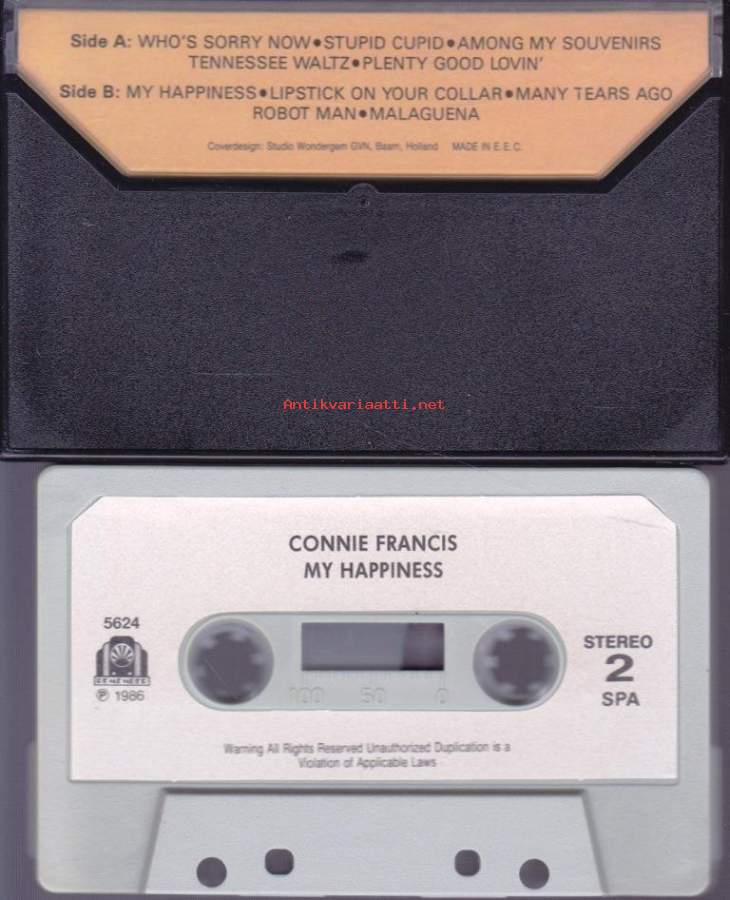 Side A: WHO'S SORRY NOW•STUPID CUPID•AMONG MY SOUVENIRS
TENNESSEE WALTZ•PLENTY GOOD LOVIN'
Side B: MY HAPPINESS•LIPSTICK ON YOUR COLLAR•MANY TEARS AGO
ROBOT MAN•MALAGUENA
Coverdesign: Studio Wondergem GVN, Baarn, Holland MADE IN E.E.C.
Antikvariaatti.net
CONNIE FRANCIS
MY HAPPINESS
5624
REMEMBER
℗ 1986
STEREO
2
SPA
100 50 0
Warning All Rights Reserved Unauthorized Duplication is a
Violation of Applicable Laws